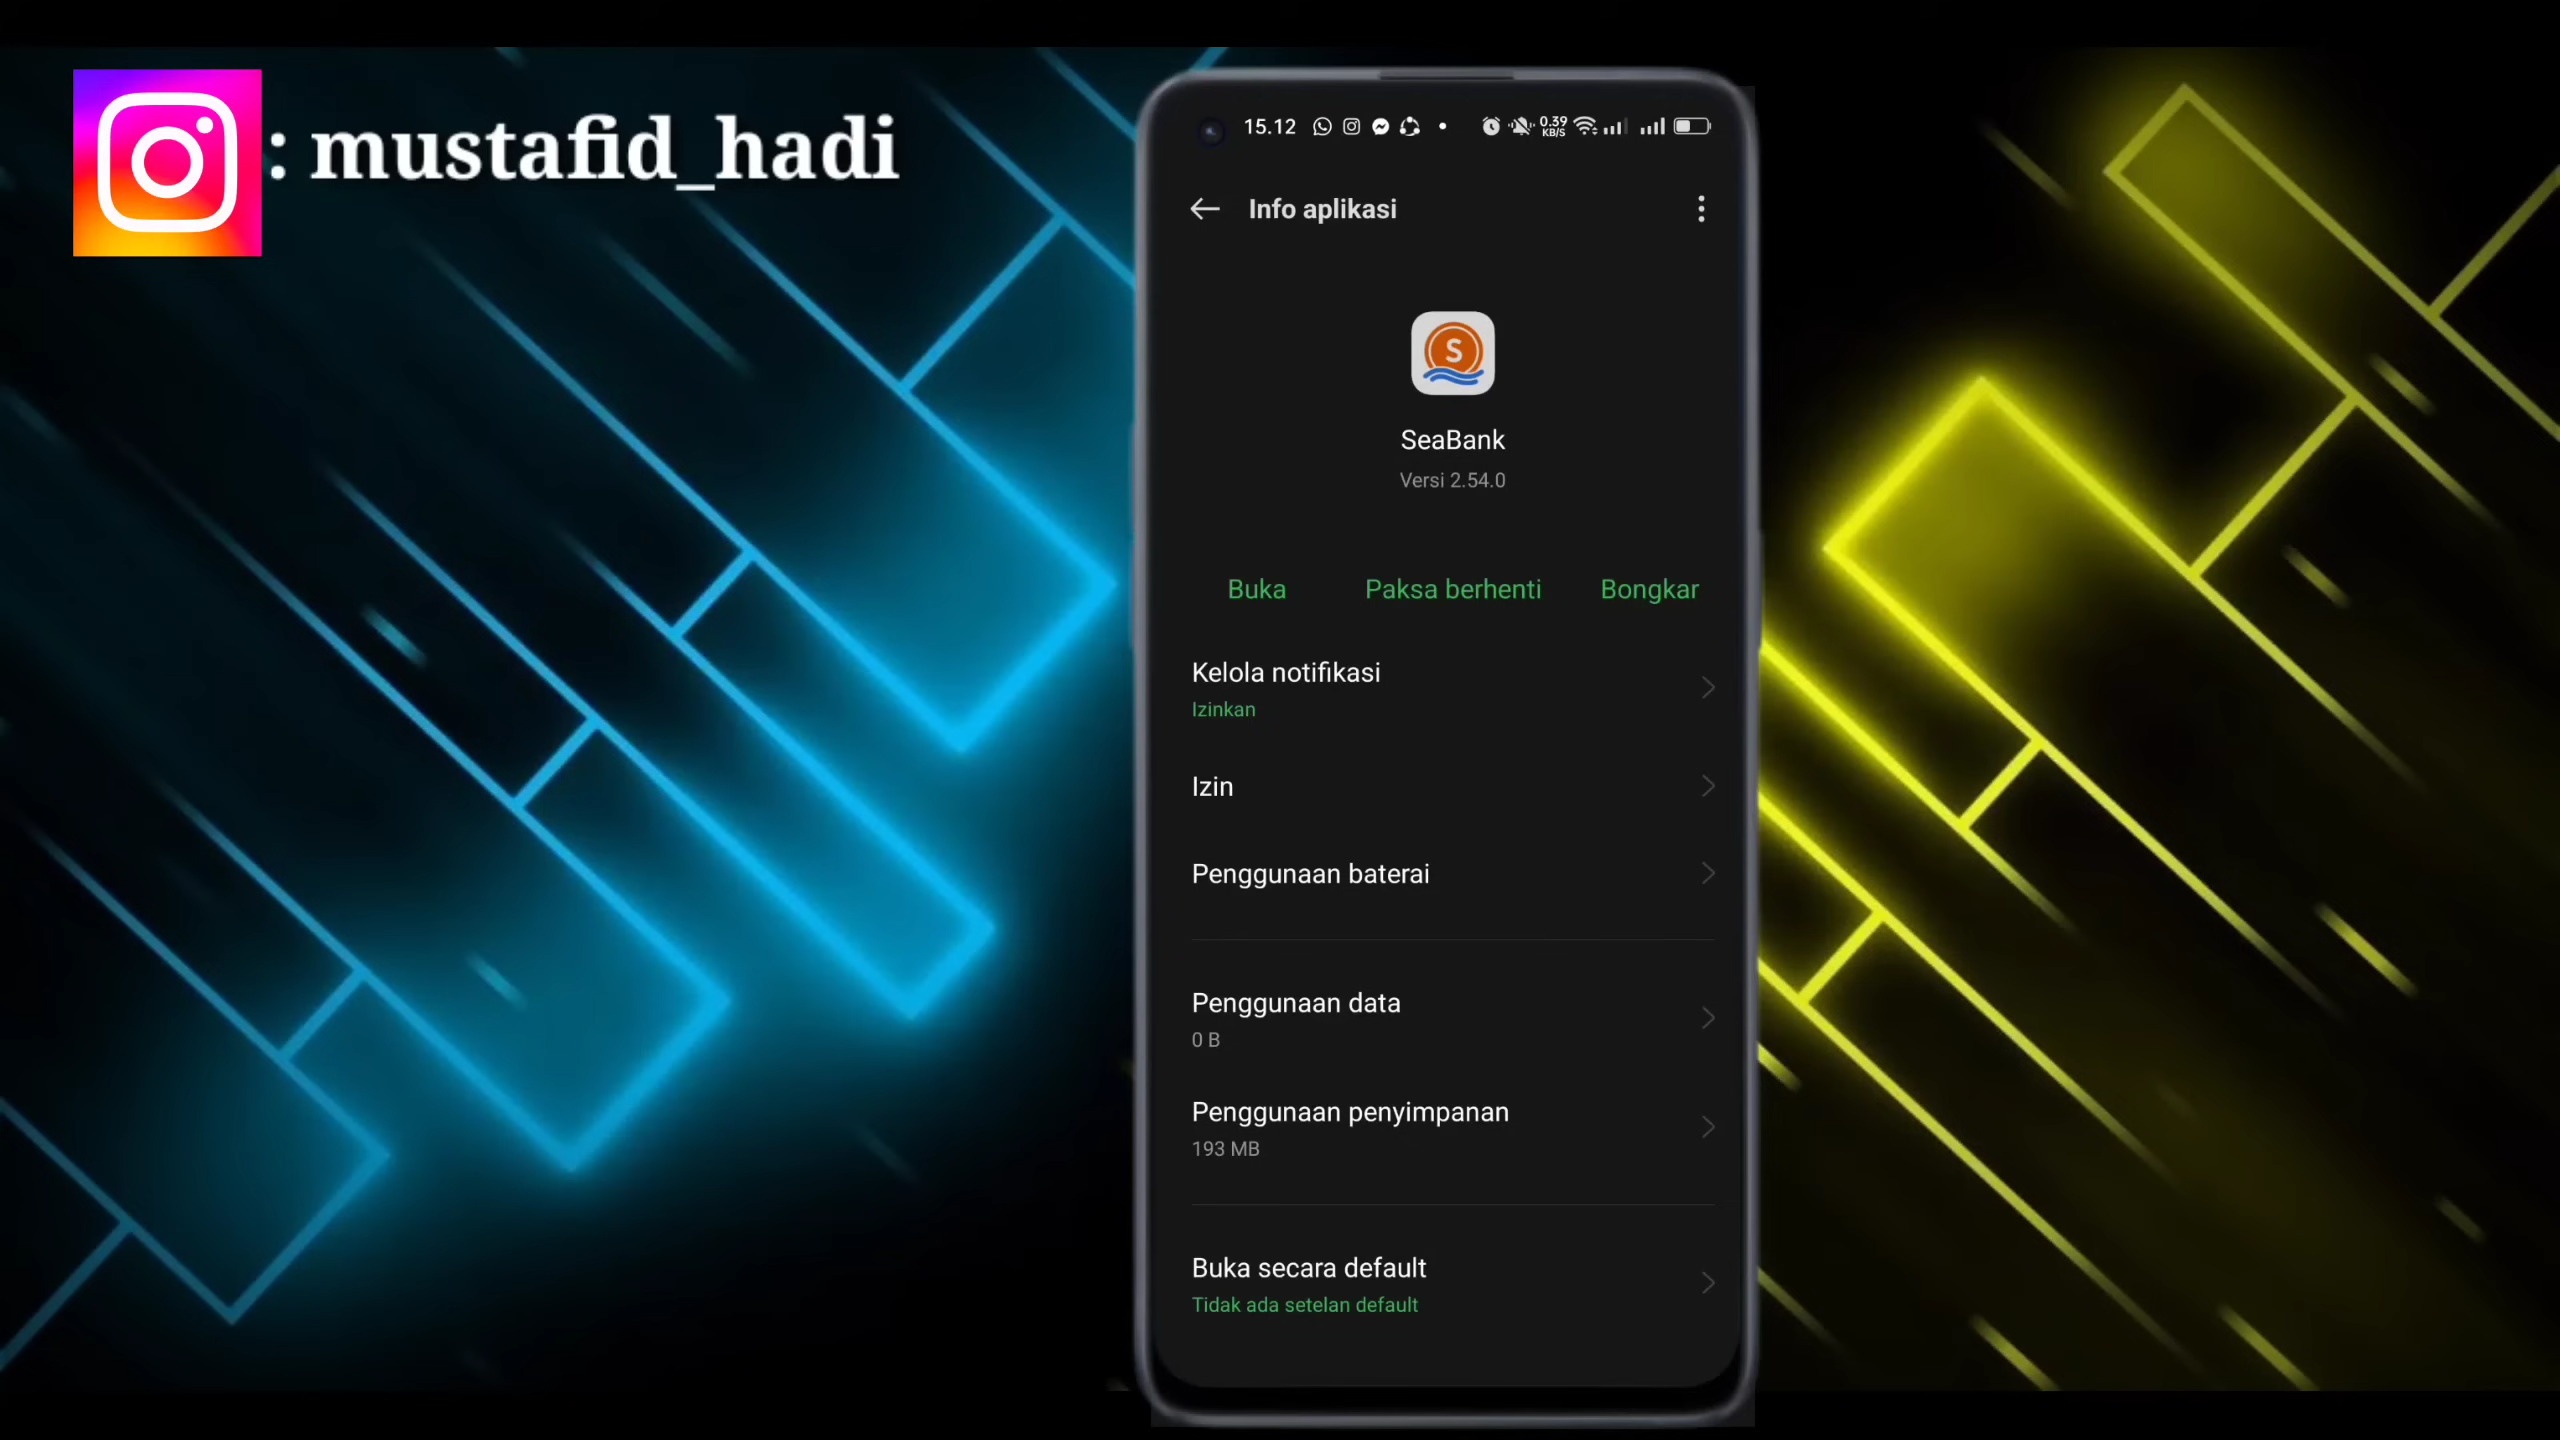 : mustafid_hadi
15.12
0.39
KB/S
Info aplikasi
S
SeaBank
Versi 2.54.0
Buka Paksa berhenti Bongkar
Kelola notifikasi
Izinkan
Izin
Penggunaan baterai
Penggunaan data
0 B
Penggunaan penyimpanan
193 MB
Buka secara default
Tidak ada setelan default